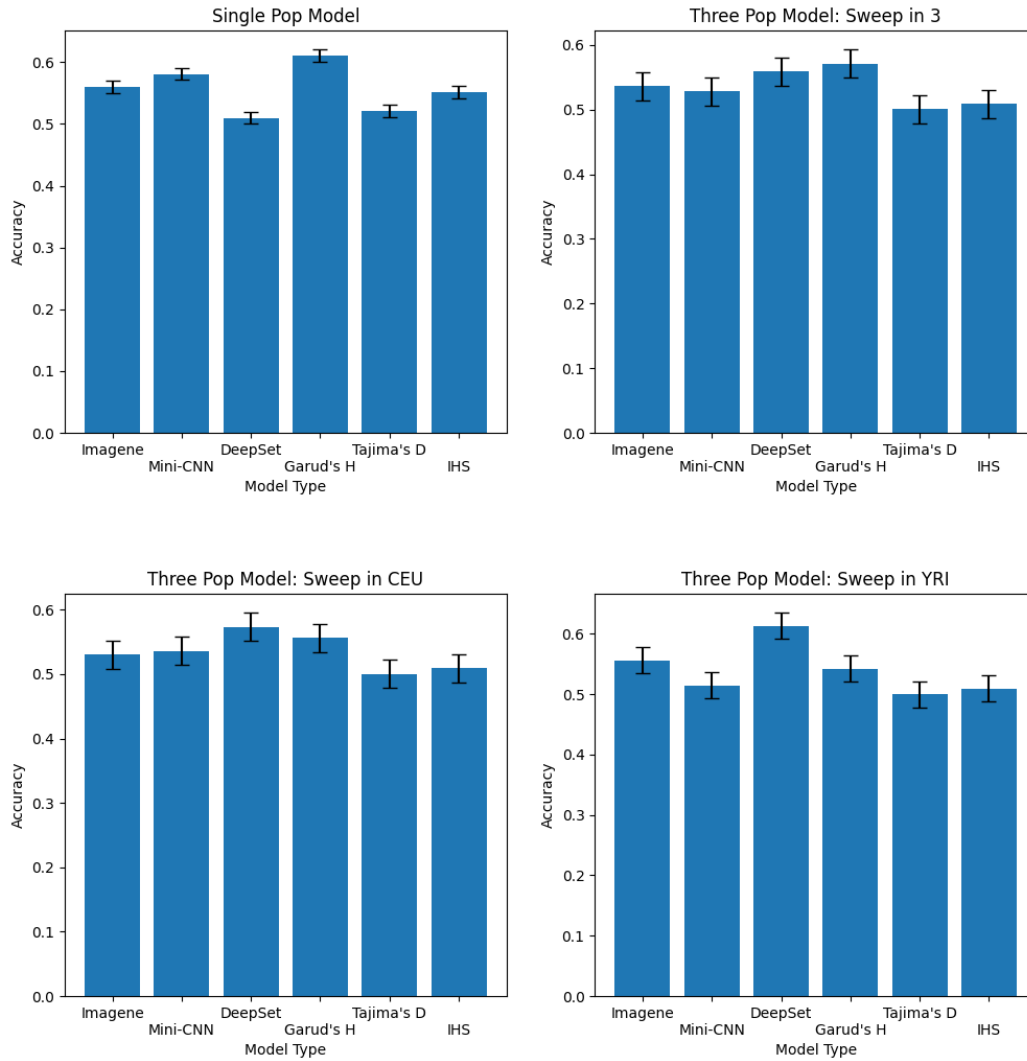 Single Pop Model
0.6
0.5
0.4
0.3
0.2
0.1
0.0
Accuracy
Imagene
Mini-CNN
DeepSet
Garud's H
Tajima's D
IHS
Model Type
Three Pop Model: Sweep in 3
0.6
0.5
0.4
0.3
0.2
0.1
0.0
Accuracy
Imagene
Mini-CNN
DeepSet
Garud's H
Tajima's D
IHS
Model Type
Three Pop Model: Sweep in CEU
0.6
0.5
0.4
0.3
0.2
0.1
0.0
Accuracy
Imagene
Mini-CNN
DeepSet
Garud's H
Tajima's D
IHS
Model Type
Three Pop Model: Sweep in YRI
0.6
0.5
0.4
0.3
0.2
0.1
0.0
Accuracy
Imagene
Mini-CNN
DeepSet
Garud's H
Tajima's D
IHS
Model Type